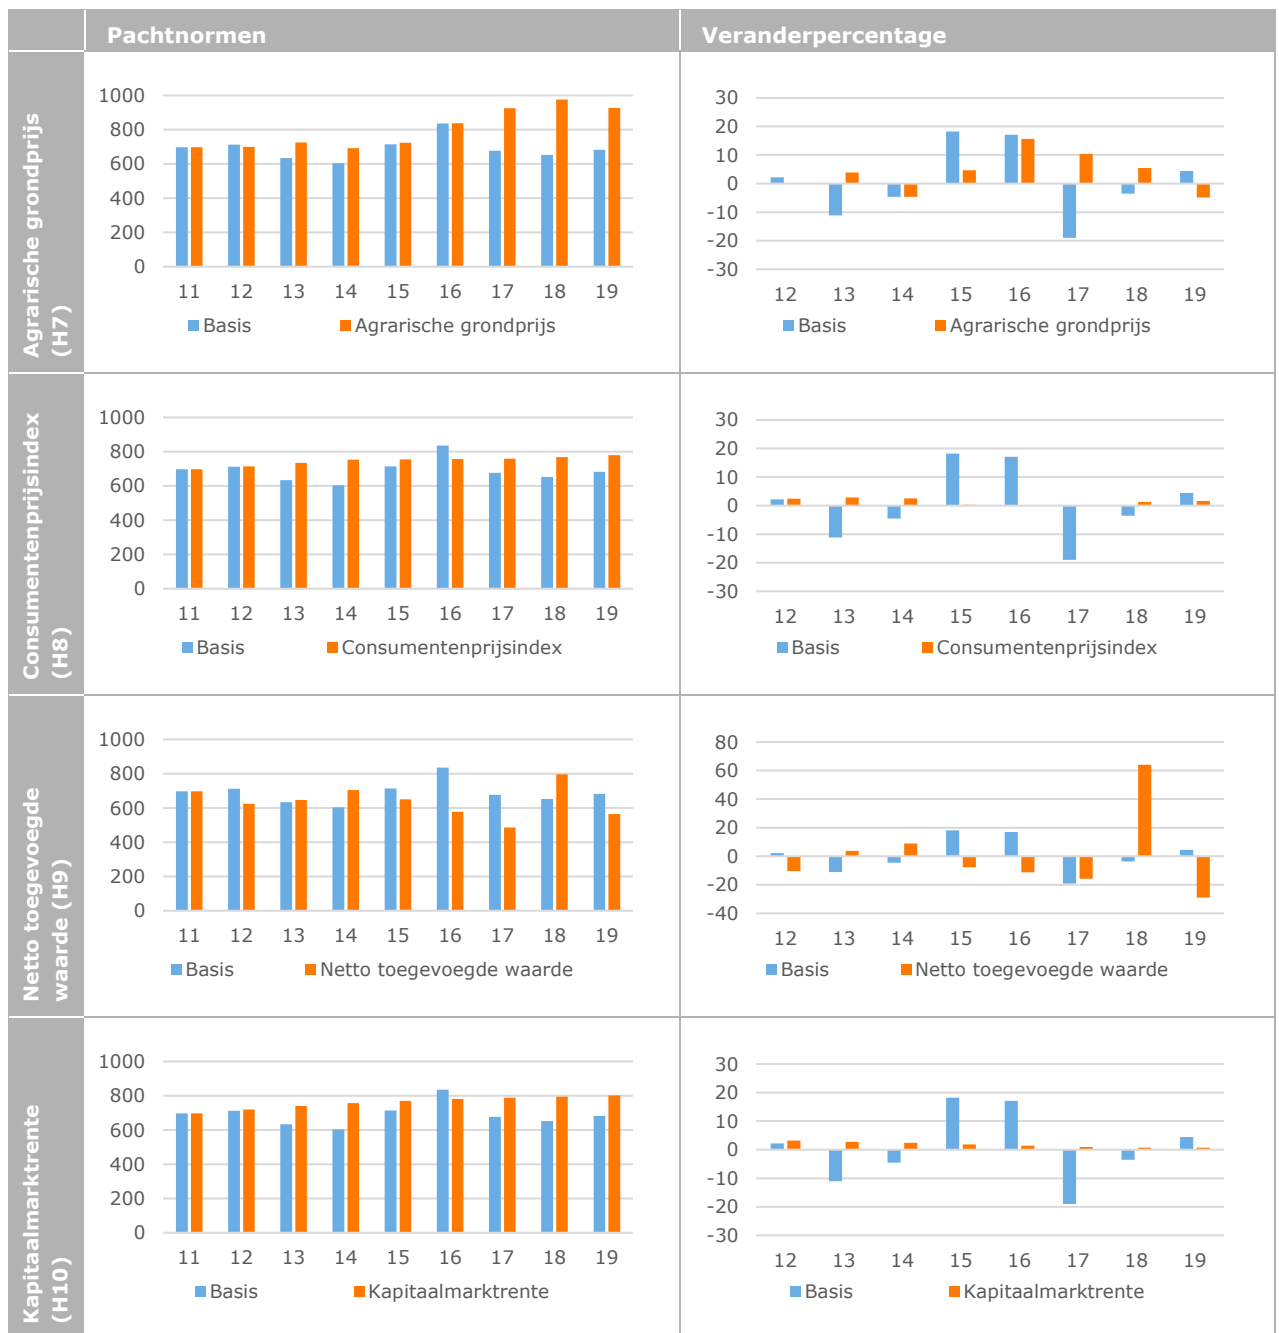 Pachtnormen Veranderpercentage
Agrarische grondprijs
(H7)
1000
800
600
400
200
0
11 12 13 14 15 16 17 18 19
Basis Agrarische grondprijs
30
20
10
0
-10
-20
-30
12 13 14 15 16 17 18 19
Basis Agrarische grondprijs
Consumentenprijsindex
(H8)
1000
800
600
400
200
0
11 12 13 14 15 16 17 18 19
Basis Consumentenprijsindex
30
20
10
0
-10
-20
-30
12 13 14 15 16 17 18 19
Basis Consumentenprijsindex
Netto toegevoegde
waarde (H9)
1000
800
600
400
200
0
11 12 13 14 15 16 17 18 19
Basis Netto toegevoegde waarde
80
60
40
20
0
-20
-40
12 13 14 15 16 17 18 19
Basis Netto toegevoegde waarde
Kapitaalmarktrente
(H10)
1000
800
600
400
200
0
11 12 13 14 15 16 17 18 19
Basis Kapitaalmarktrente
30
20
10
0
-10
-20
-30
12 13 14 15 16 17 18 19
Basis Kapitaalmarktrente